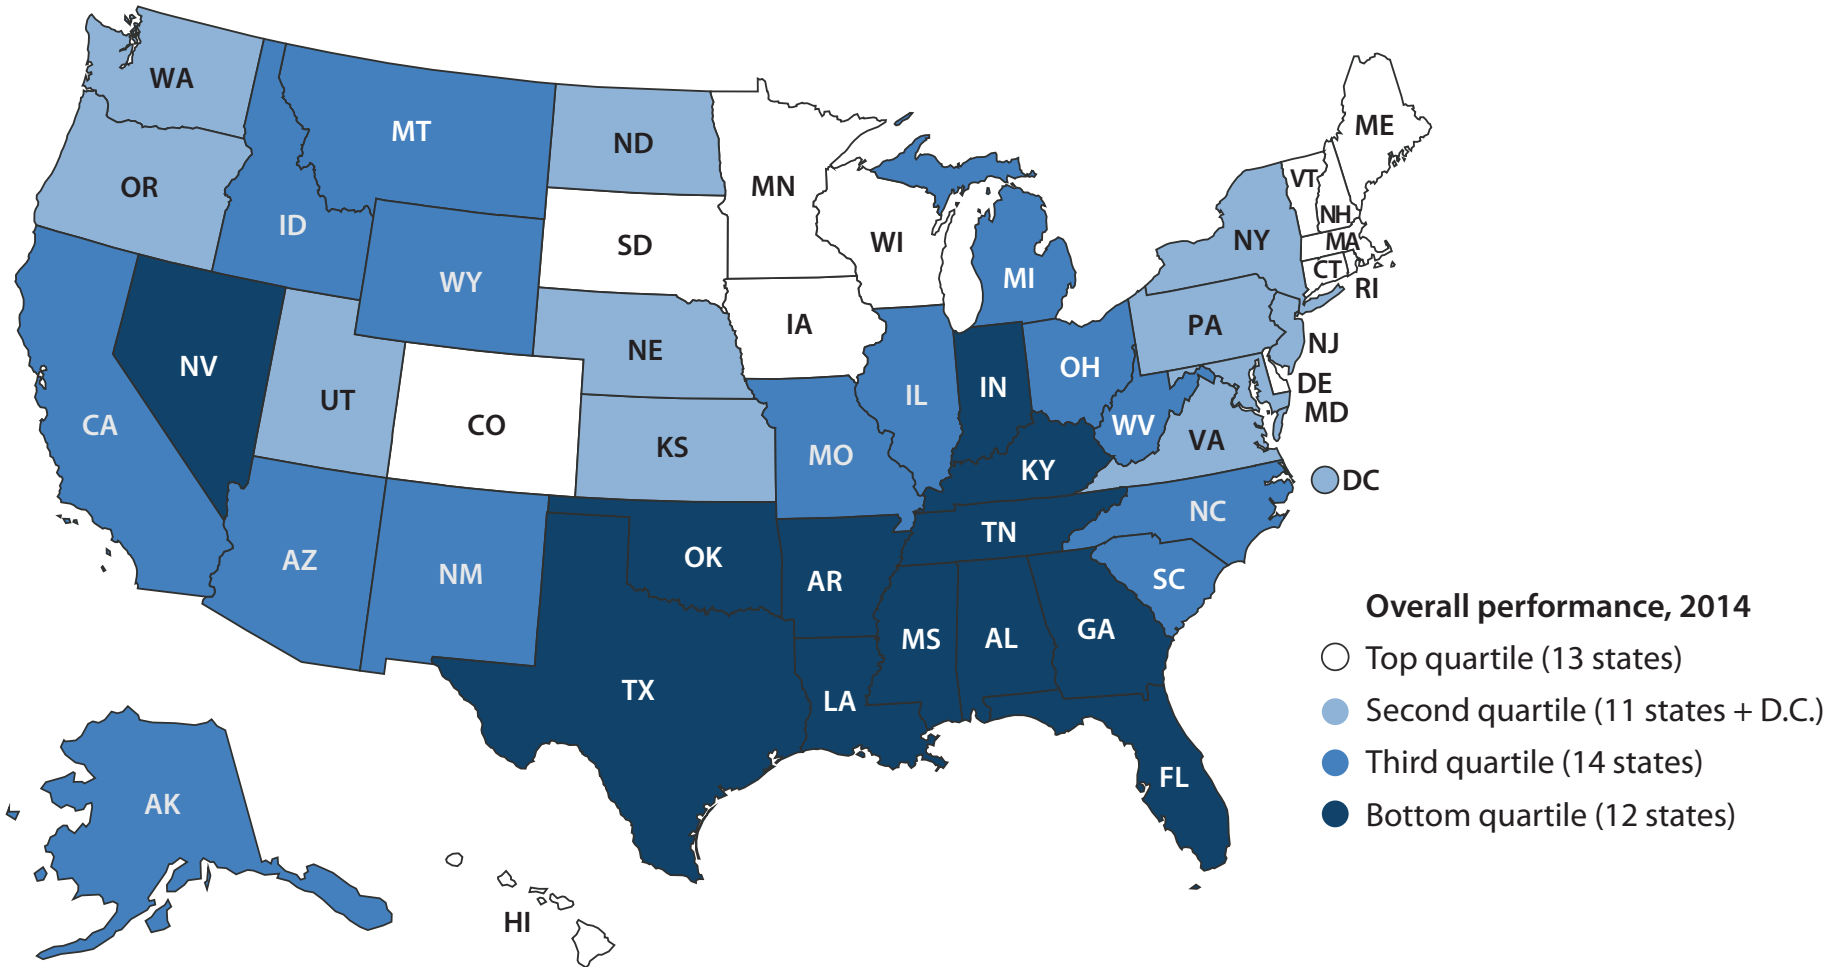 WA
MT
ND
MN
ME
OR
ID
SD
WI
VT
NH
NY
MA
WY
MI
CT
RI
IA
PA
NE
NJ
NV
UT
CO
IL
IN
OH
DE
MD
CA
KS
MO
WV
VA
KY
DC
NC
TN
AZ
NM
OK
AR
SC
MS
AL
GA
TX
LA
FL
AK
HI
Overall performance, 2014
Top quartile (13 states)
Second quartile (11 states + D.C.)
Third quartile (14 states)
Bottom quartile (12 states)